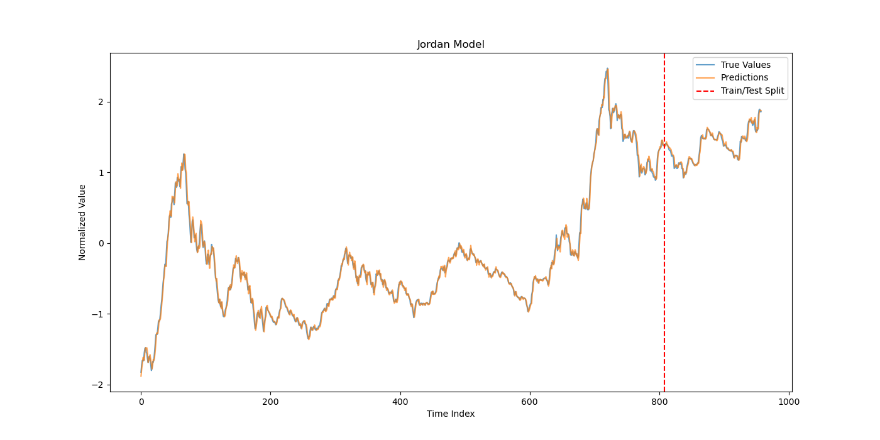 Jordan Model
True Values
Predictions
Train/Test Split
Normalized Value
2
1
0
−1
−2
0
200
400
600
800
1000
Time Index